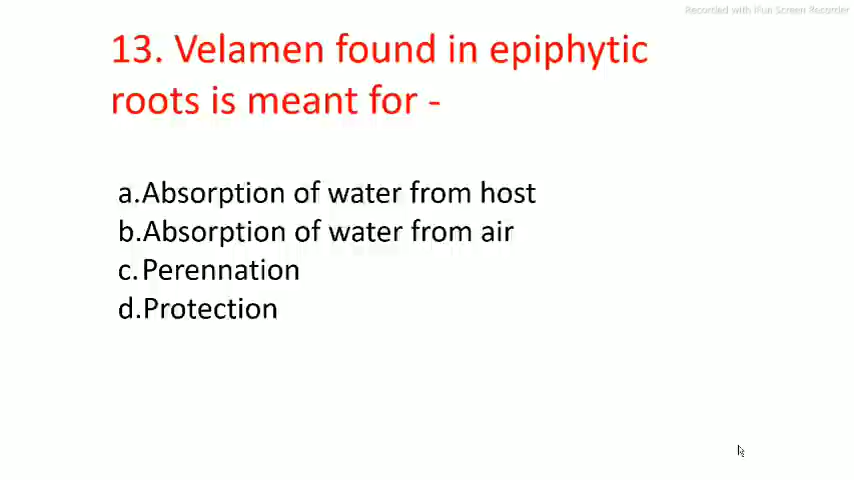 Recorded with iFun Screen Recorder
13. Velamen found in epiphytic
roots is meant for -
a.Absorption of water from host
b.Absorption of water from air
c.Perennation
d.Protection